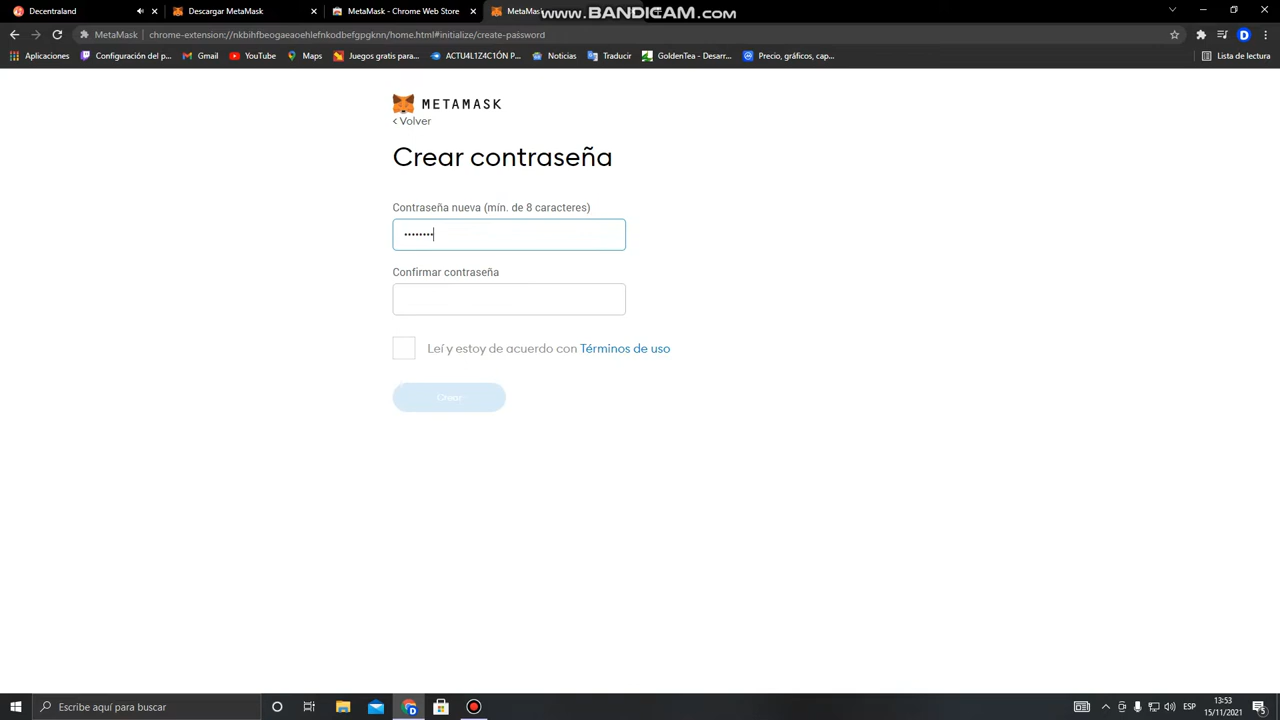 Decentraland
Descargar MetaMask
MetaMask - Chrome Web Store
MetaMask
www.BANDICAM.com
MetaMask
chrome-extension://nkbihfbeogaeaoehlefnkodbefgpgknn/home.html#initialize/create-password
D
Aplicaciones
Configuración del p...
Gmail
YouTube
Maps
Juegos gratis para...
ACTU4L1Z4C1ÓN P...
Noticias
Traducir
GoldenTea - Desarr...
Precio, gráficos, cap...
Lista de lectura
METAMASK
< Volver
Crear contraseña
Contraseña nueva (mín. de 8 caracteres)
••••••••
Confirmar contraseña
Leí y estoy de acuerdo con Términos de uso
Crear
Escribe aquí para buscar
ESP
13:53
15/11/2021